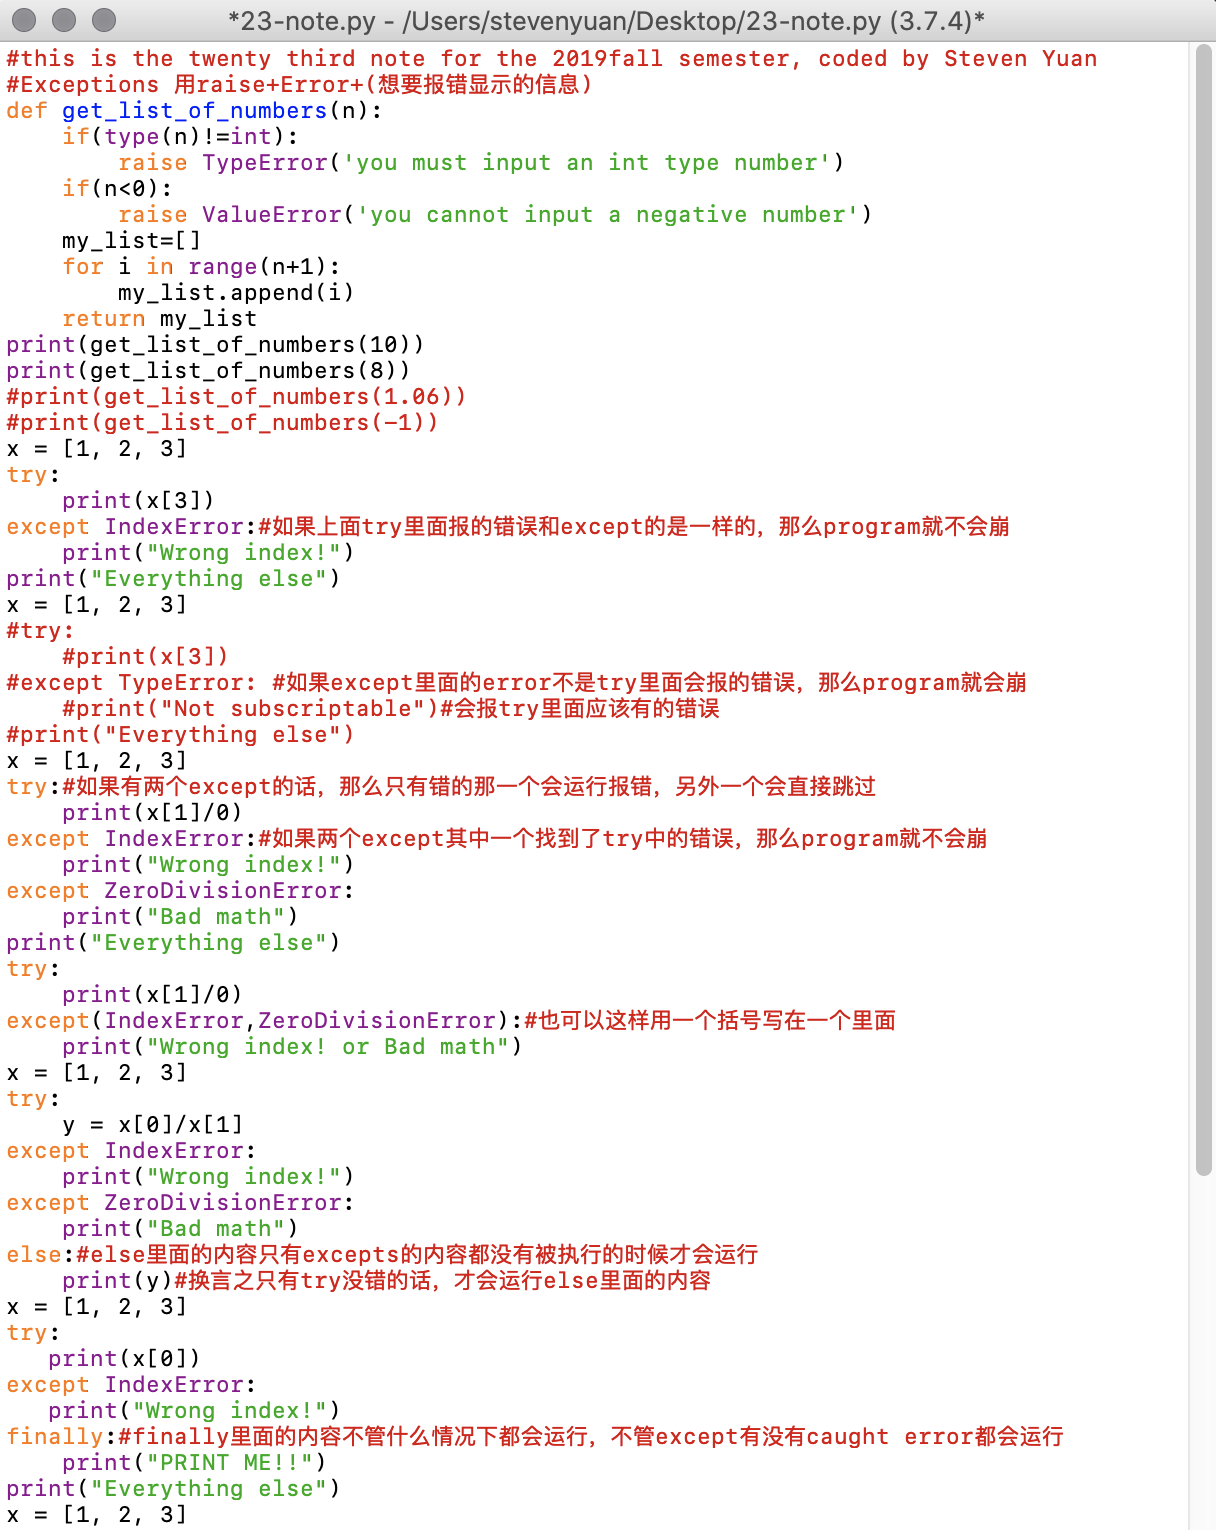 *23-note.py - /Users/stevenyuan/Desktop/23-note.py (3.7.4)*
#this is the twenty third note for the 2019fall semester, coded by Steven Yuan
#Exceptions 用raise+Error+(想要报错显示的信息)
def get_list_of_numbers(n):
    if(type(n)!=int):
        raise TypeError('you must input an int type number')
    if(n<0):
        raise ValueError('you cannot input a negative number')
    my_list=[]
    for i in range(n+1):
        my_list.append(i)
    return my_list
print(get_list_of_numbers(10))
print(get_list_of_numbers(8))
#print(get_list_of_numbers(1.06))
#print(get_list_of_numbers(-1))
x = [1, 2, 3]
try:
    print(x[3])
except IndexError:#如果上面try里面报的错误和except的是一样的，那么program就不会崩
    print("Wrong index!")
print("Everything else")
x = [1, 2, 3]
#try:
    #print(x[3])
#except TypeError: #如果except里面的error不是try里面会报的错误，那么program就会崩
    #print("Not subscriptable")#会报try里面应该有的错误
#print("Everything else")
x = [1, 2, 3]
try:#如果有两个except的话，那么只有错的那一个会运行报错，另外一个会直接跳过
    print(x[1]/0)
except IndexError:#如果两个except其中一个找到了try中的错误，那么program就不会崩
    print("Wrong index!")
except ZeroDivisionError:
    print("Bad math")
print("Everything else")
try:
    print(x[1]/0)
except(IndexError,ZeroDivisionError):#也可以这样用一个括号写在一个里面
    print("Wrong index! or Bad math")
x = [1, 2, 3]
try:
    y = x[0]/x[1]
except IndexError:
    print("Wrong index!")
except ZeroDivisionError:
    print("Bad math")
else:#else里面的内容只有excepts的内容都没有被执行的时候才会运行
    print(y)#换言之只有try没错的话，才会运行else里面的内容
x = [1, 2, 3]
try:
   print(x[0])
except IndexError:
   print("Wrong index!")
finally:#finally里面的内容不管什么情况下都会运行，不管except有没有caught error都会运行
    print("PRINT ME!!")
print("Everything else")
x = [1, 2, 3]